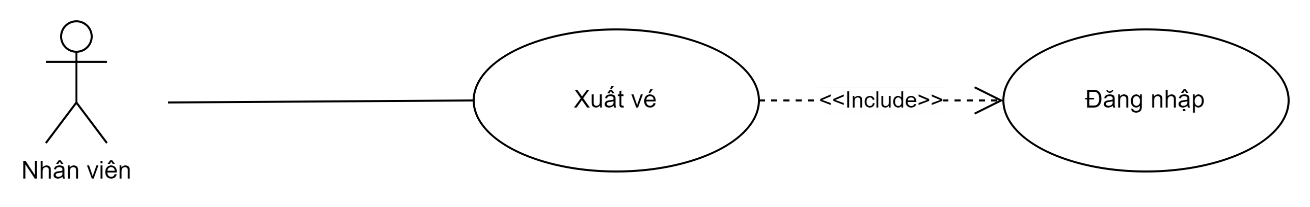 Xuất vé
<<Include>>
Đăng nhập
Nhân viên